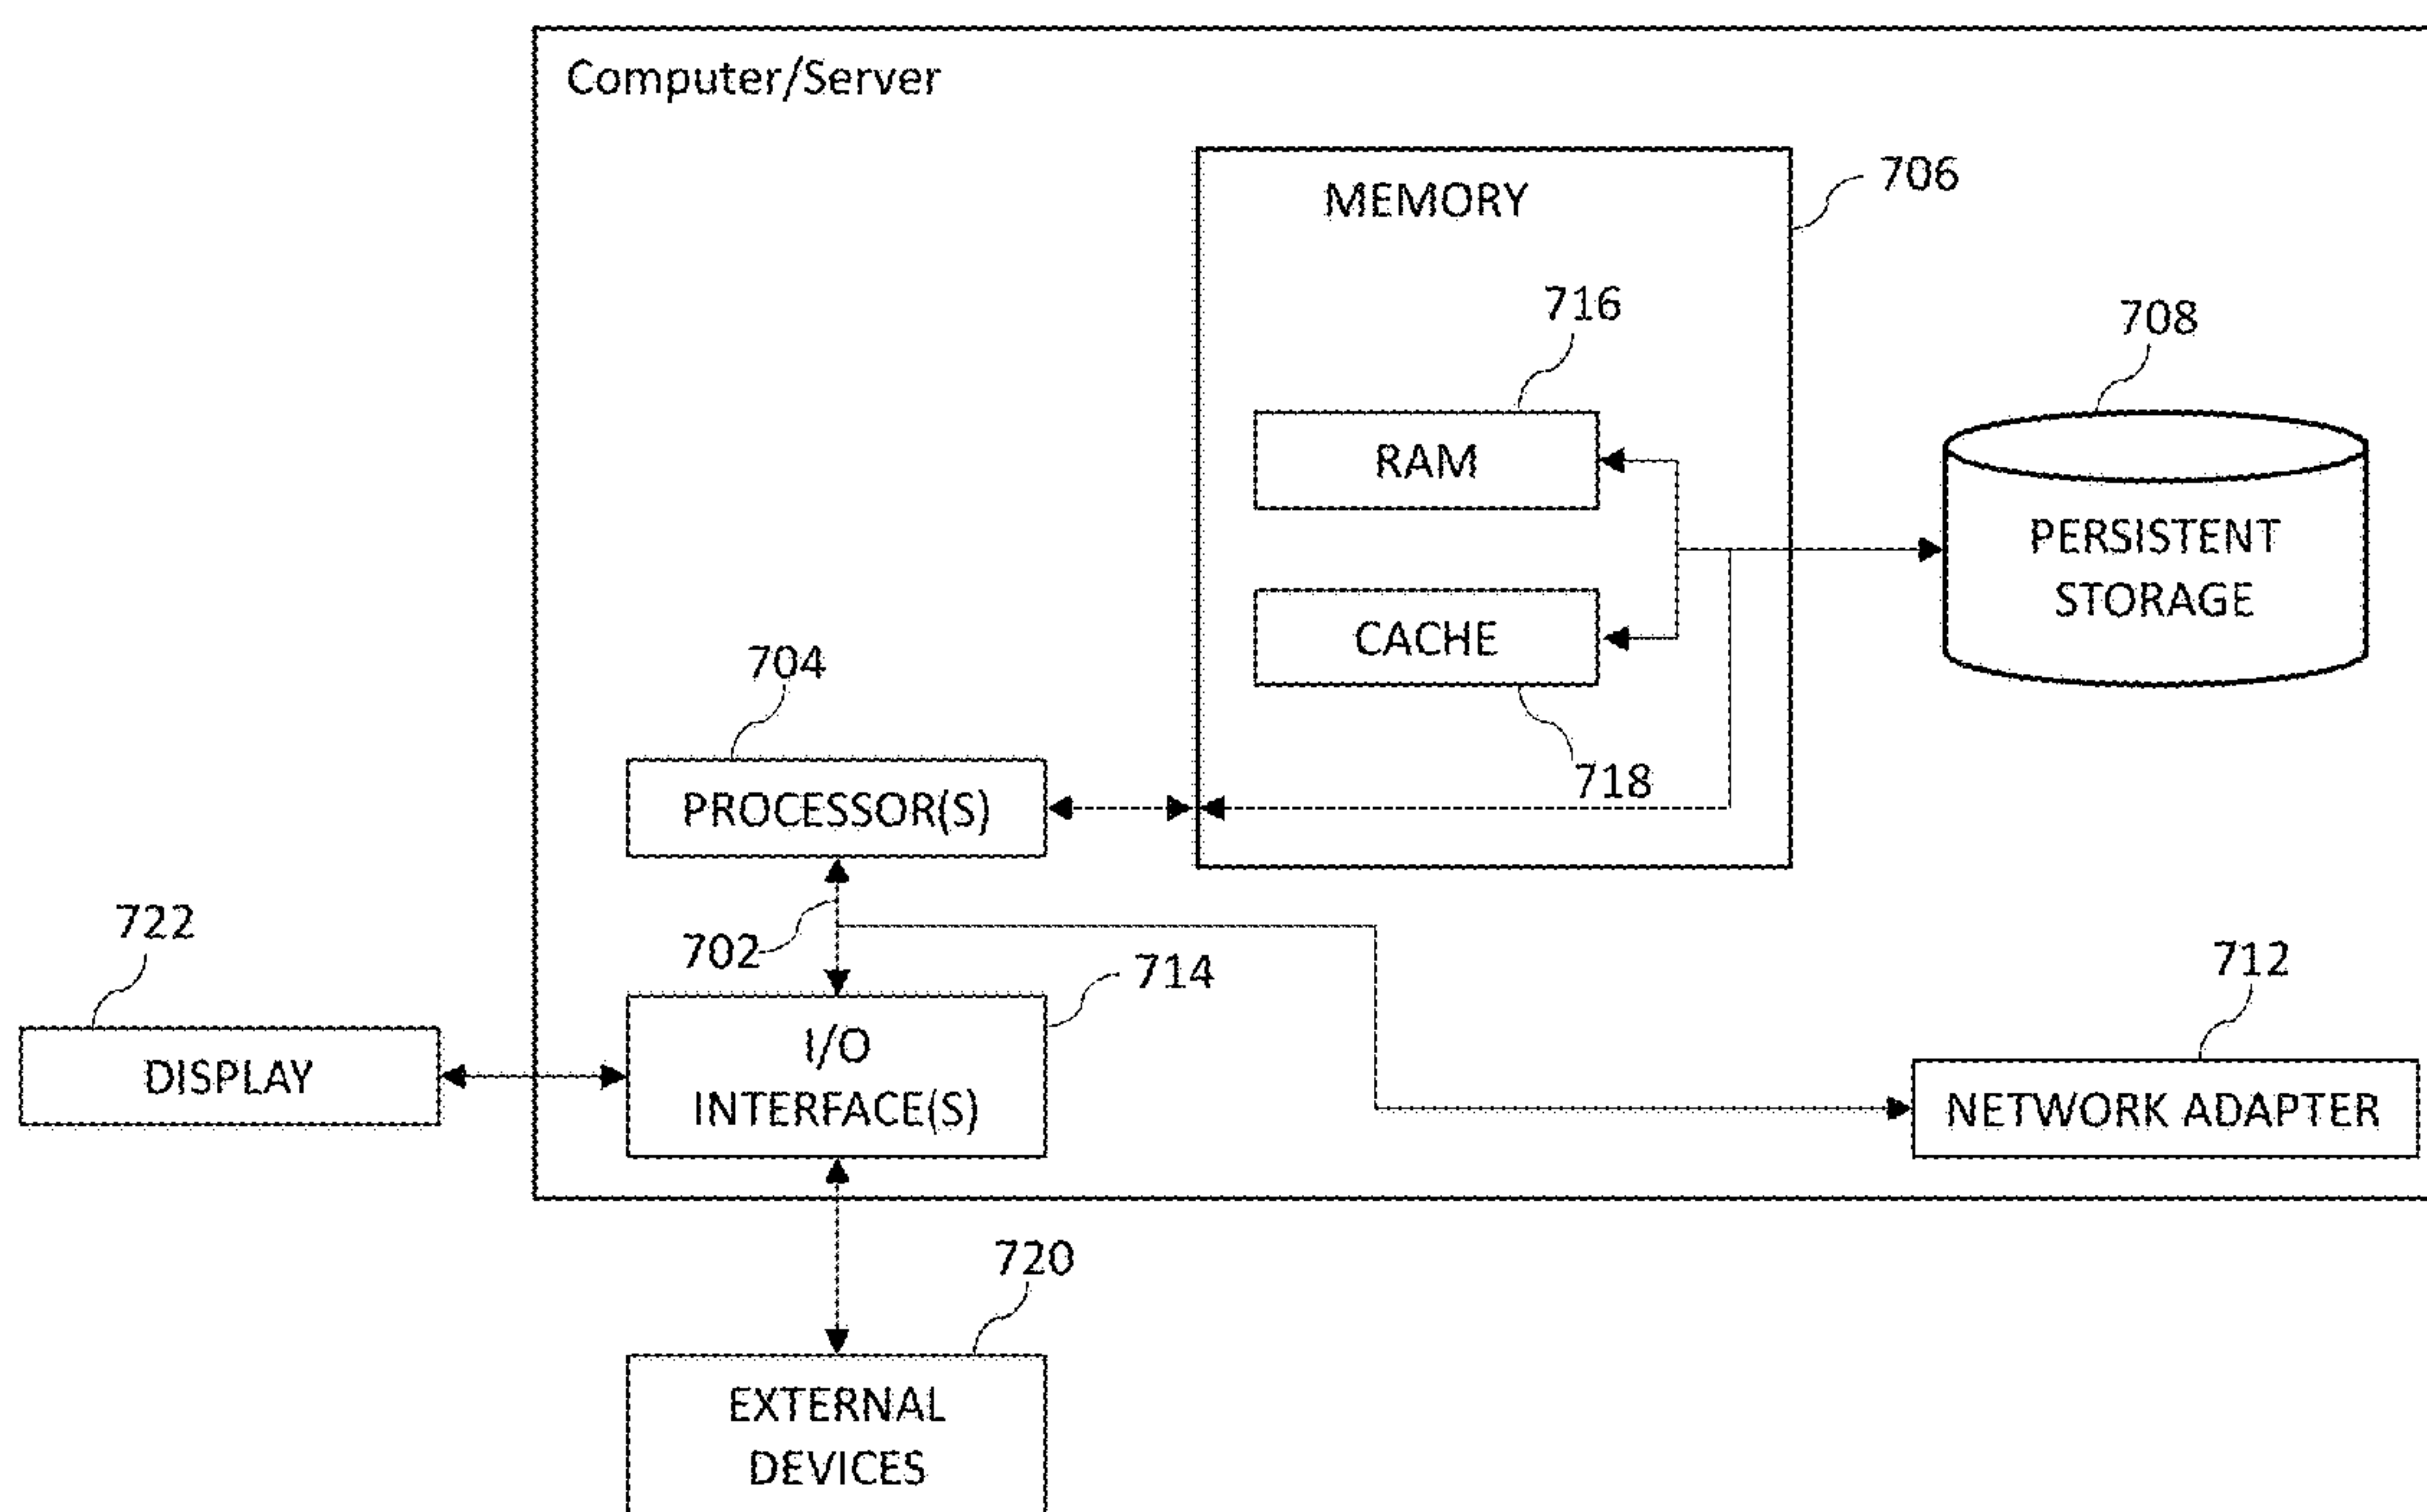 Computer/Server
MEMORY
706
716
708
RAM
PERSISTENT
STORAGE
CACHE
704
718
PROCESSOR(S)
722
702
714
712
DISPLAY
I/O
INTERFACE(S)
NETWORK ADAPTER
720
EXTERNAL
DEVICES